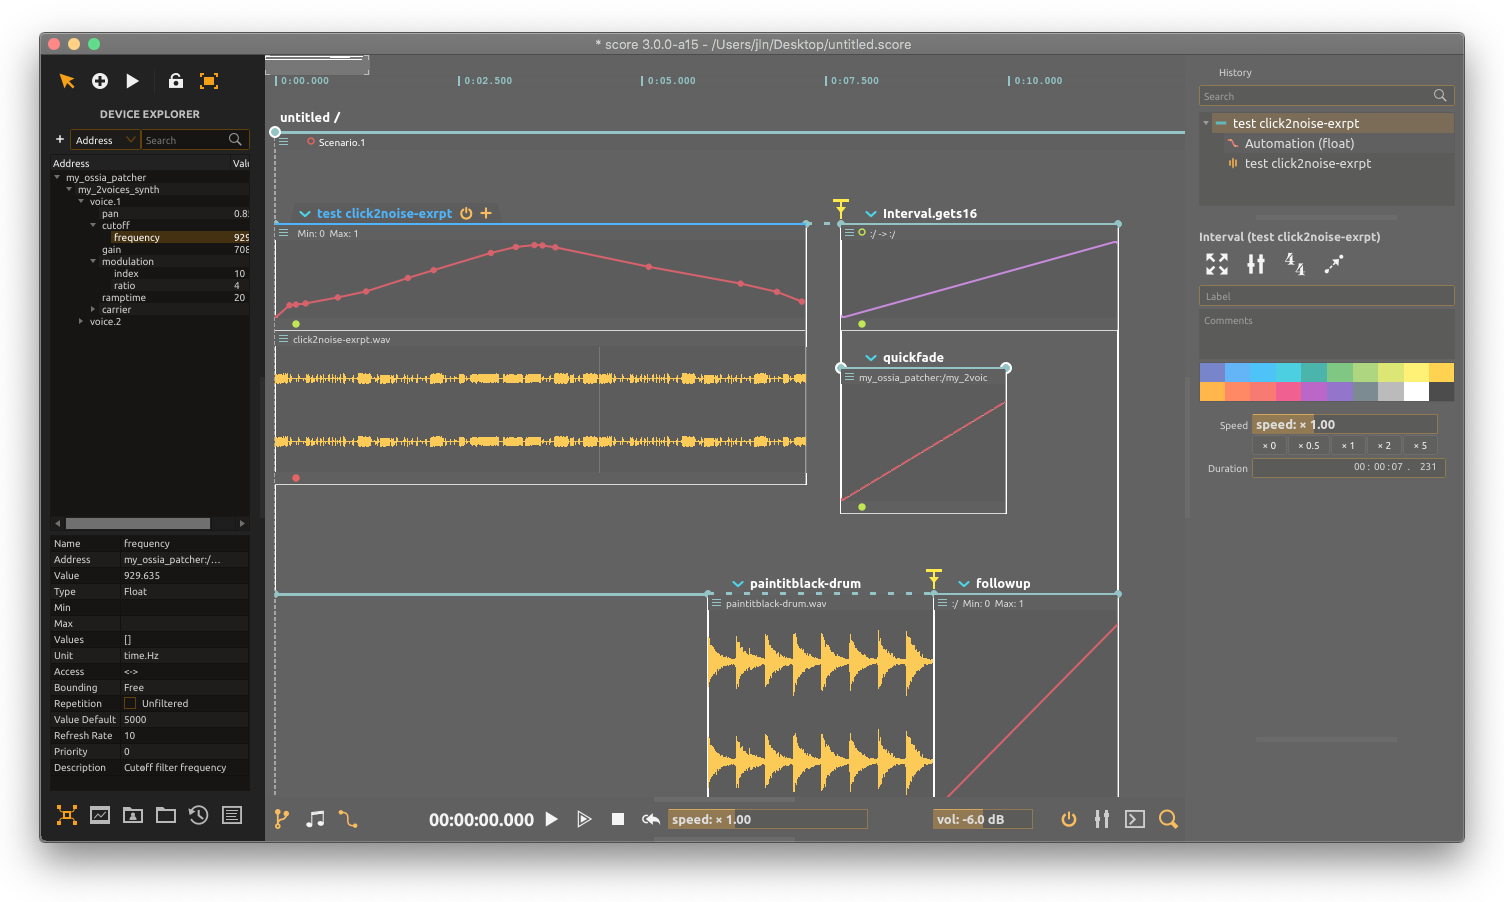 * score 3.0.0-a15 - /Users/jln/Desktop/untitled.score
DEVICE EXPLORER
+ Address Search
Address Valu
my_ossia_patcher
my_2voices_synth
voice.1
pan 0.8
cutoff
frequency 929
gain 708
modulation
index 10
ratio 4
ramptime 20
carrier
voice.2
Name frequency
Address my_ossia_patcher:/...
Value 929.635
Type Float
Min
Max
Values []
Unit time.Hz
Access <->
Bounding Free
Repetition Unfiltered
Value Default 5000
Refresh Rate 10
Priority 0
Description Cutoff filter frequency
0:00.000 0:02.500 0:05.000 0:07.500 0:10.000
untitled /
Scenario.1
test click2noise-exrpt
Min: 0 Max: 1
click2noise-exrpt.wav
Interval.gets16
:/ -> :/
quickfade
my_ossia_patcher:/my_2voic
paintitblack-drum
paintitblack-drum.wav
followup
:/ Min: 0 Max: 1
00:00:00.000
speed: × 1.00
vol: -6.0 dB
History
Search
test click2noise-exrpt
Automation (float)
test click2noise-exrpt
Interval (test click2noise-exrpt)
4/4
Label
Comments
Speed speed: × 1.00
× 0 × 0.5 × 1 × 2 × 5
Duration 00: 00 :07 . 231